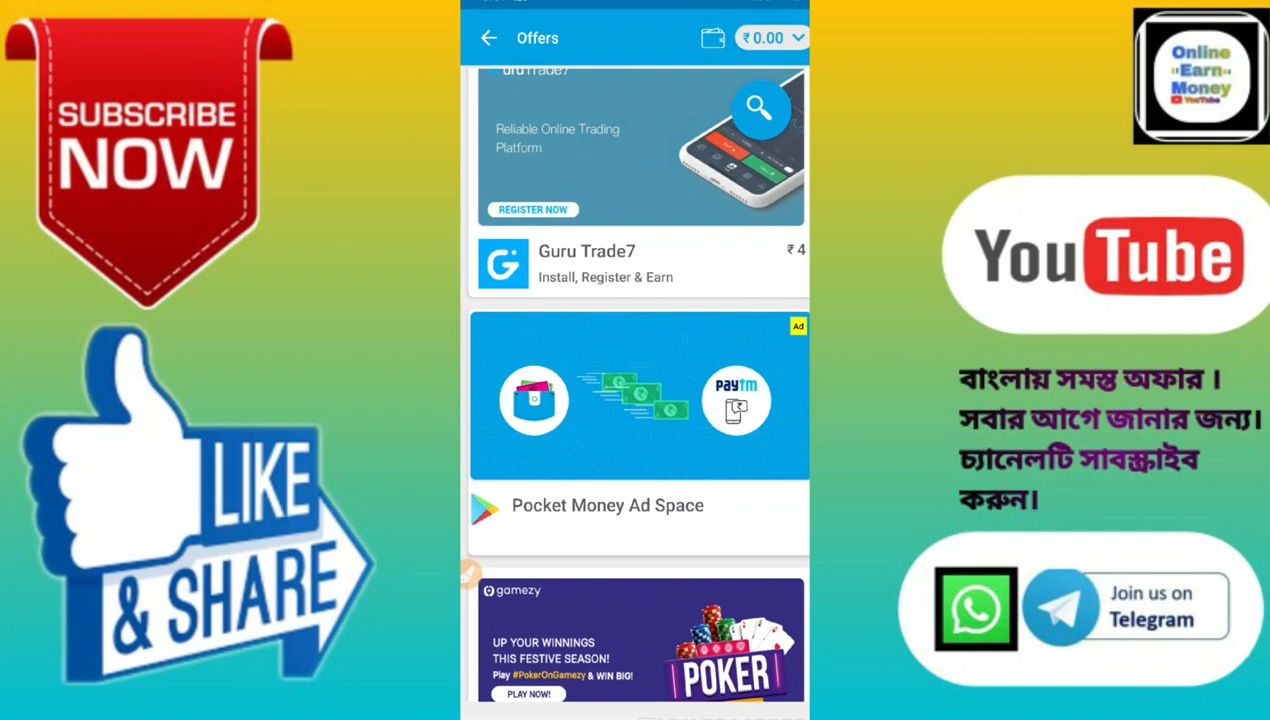 SUBSCRIBE
NOW
LIKE
& SHARE
Offers
₹ 0.00
GuruTrade7
Reliable Online Trading
Platform
REGISTER NOW
Guru Trade7
₹ 4
Install, Register & Earn
Ad
paytm
Pocket Money Ad Space
gamezy
UP YOUR WINNINGS
THIS FESTIVE SEASON!
Play #PokerOnGamezy & WIN BIG!
PLAY NOW!
POKER
Online
Earn
Money
YouTube
YouTube
বাংলায় সমস্ত অফার ।
সবার আগে জানার জন্য।
চ্যানেলটি সাবস্ক্রাইব
করুন।
Join us on
Telegram